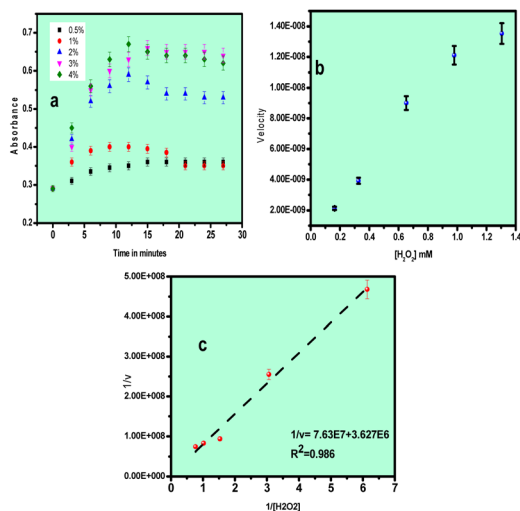 0.8
0.7
0.6
0.5
0.4
0.3
0.2
Absorbance
0.5%
1%
2%
3%
4%
a
0 5 10 15 20 25 30
Time in minutes
1.40E-008
1.20E-008
1.00E-008
8.00E-009
6.00E-009
4.00E-009
2.00E-009
Velocity
b
0.0 0.2 0.4 0.6 0.8 1.0 1.2 1.4
[H₂O₂] mM
5.00E+008
4.00E+008
3.00E+008
2.00E+008
1.00E+008
0.00E+000
1/v
c
1/v= 7.63E7+3.627E6
R²=0.986
0 1 2 3 4 5 6 7
1/[H2O2]